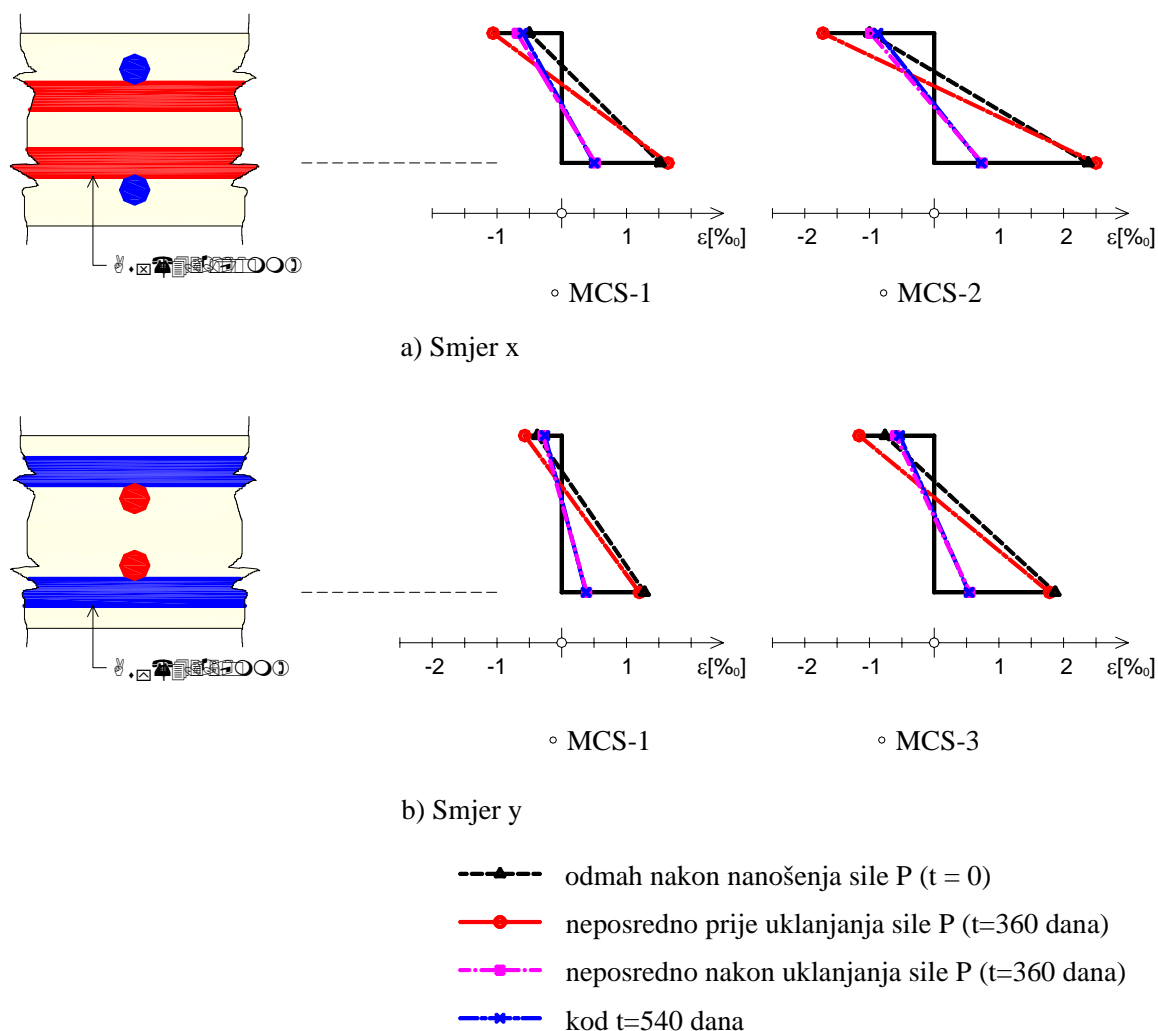 -1 1 ε[‰] -2 -1 1 2 ε[‰]
MCS-1 MCS-2
a) Smjer x
-2 -1 1 ε[‰] -2 -1 1 2 ε[‰]
MCS-1 MCS-3
b) Smjer y
odmah nakon nanošenja sile P (t = 0)
neposredno prije uklanjanja sile P (t=360 dana)
neposredno nakon uklanjanja sile P (t=360 dana)
kod t=540 dana